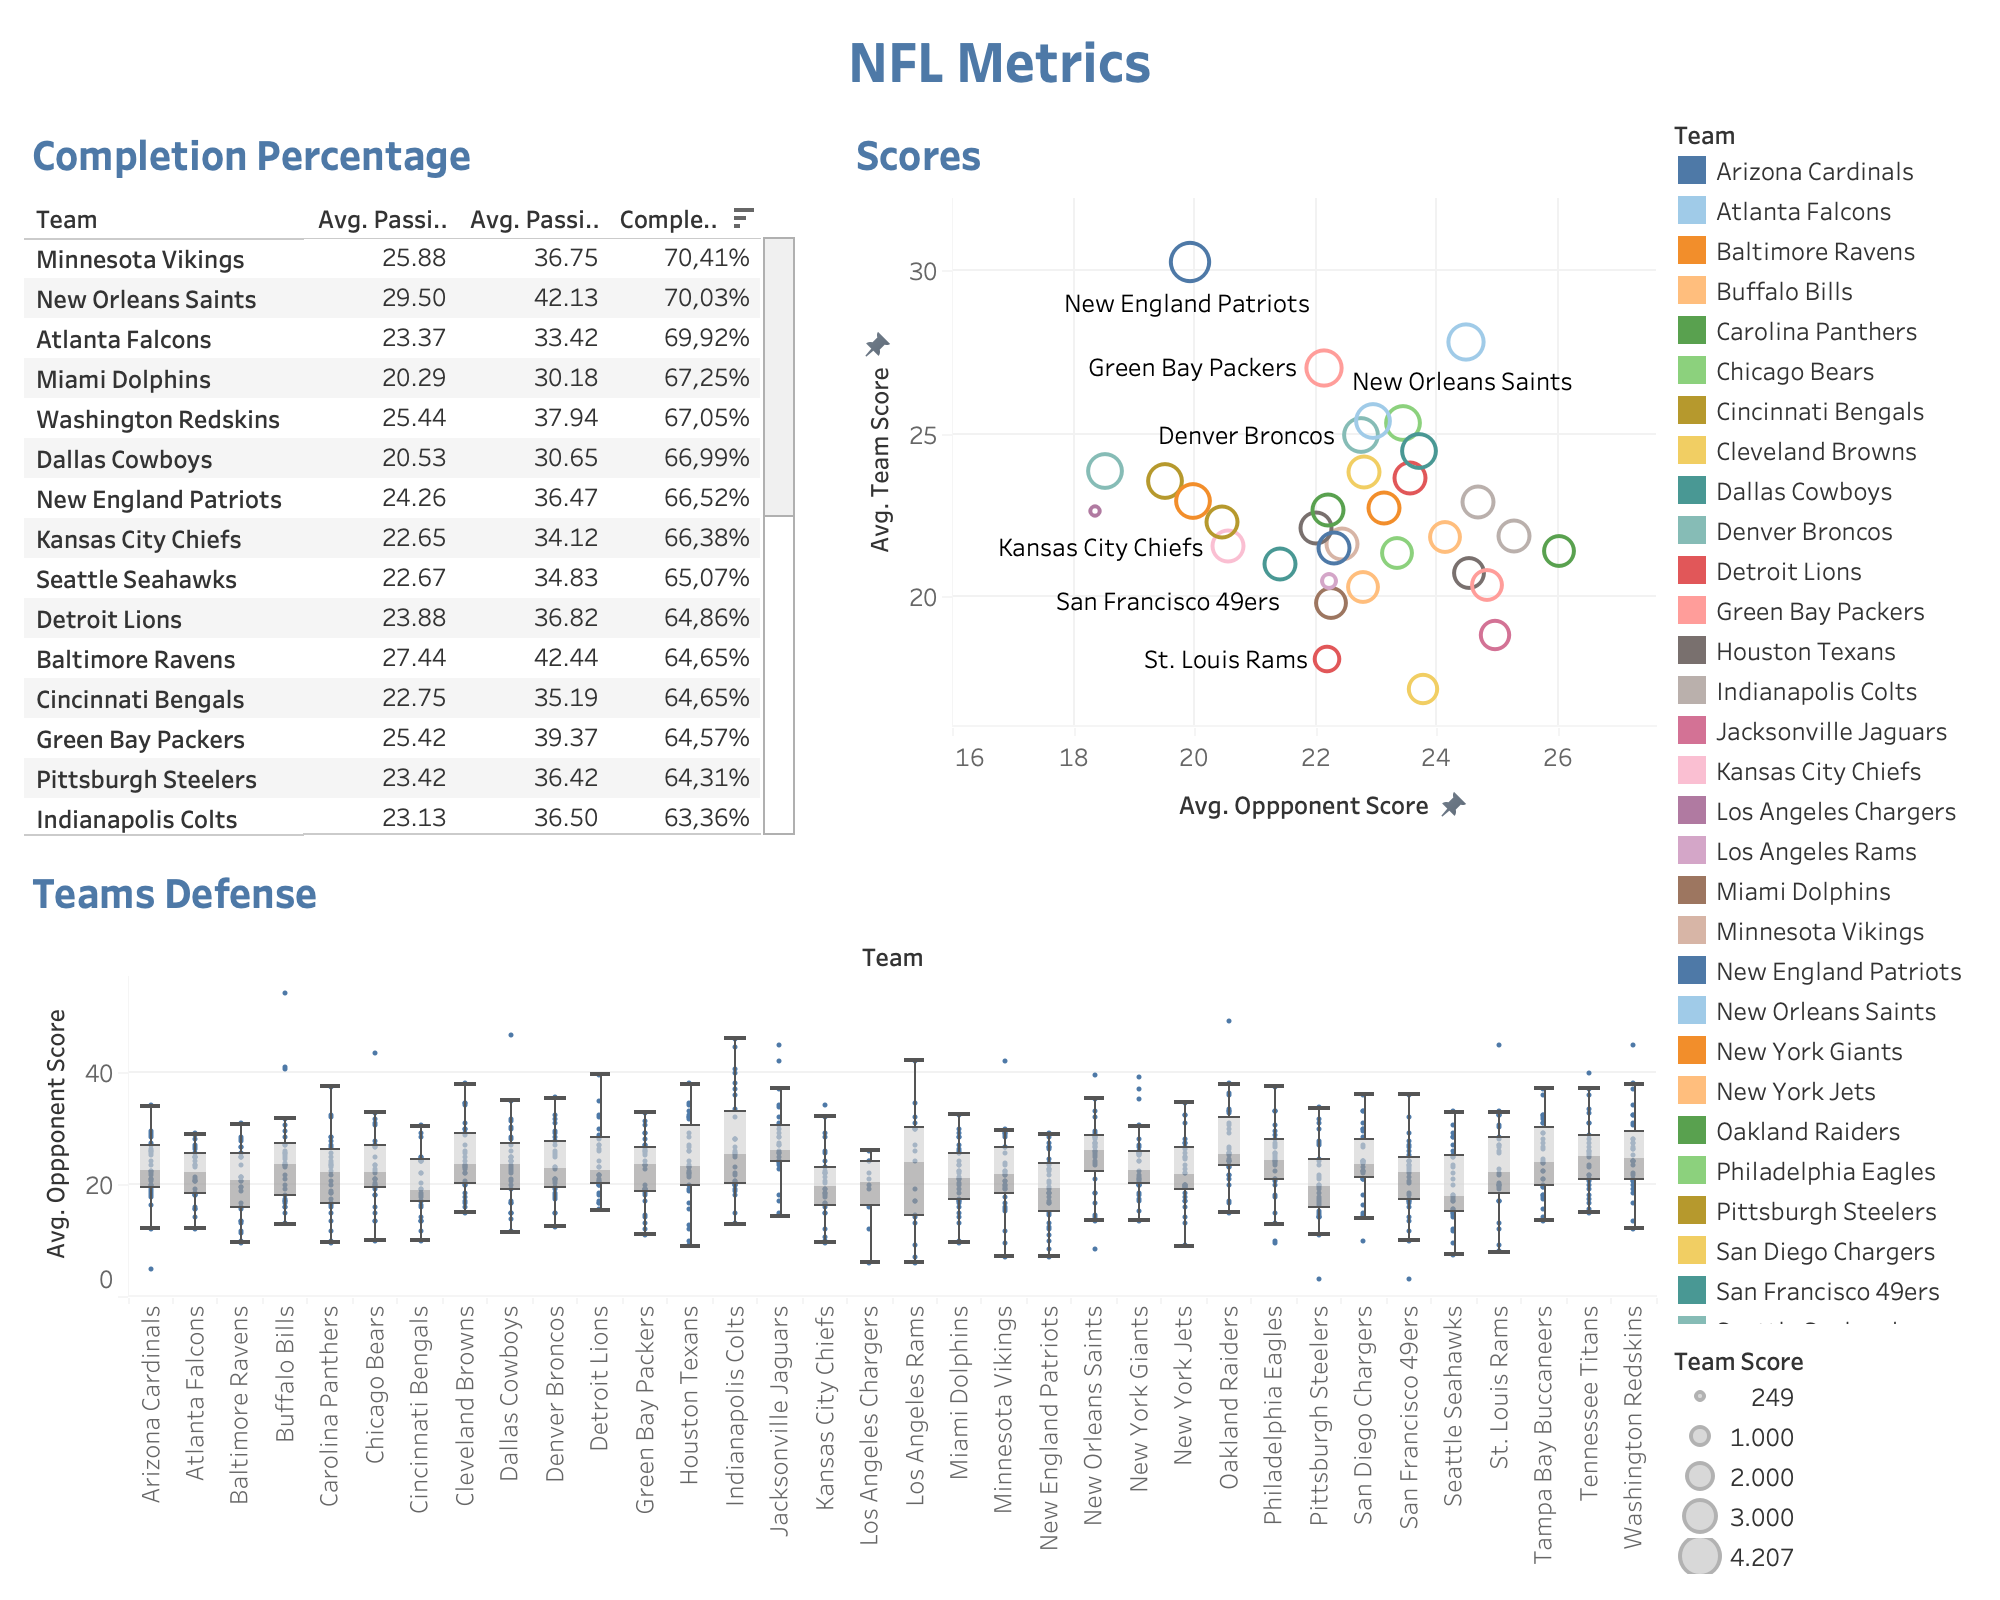 NFL Metrics
Completion Percentage
Team Avg. Passi.. Avg. Passi.. Comple..
Minnesota Vikings 25.88 36.75 70,41%
New Orleans Saints 29.50 42.13 70,03%
Atlanta Falcons 23.37 33.42 69,92%
Miami Dolphins 20.29 30.18 67,25%
Washington Redskins 25.44 37.94 67,05%
Dallas Cowboys 20.53 30.65 66,99%
New England Patriots 24.26 36.47 66,52%
Kansas City Chiefs 22.65 34.12 66,38%
Seattle Seahawks 22.67 34.83 65,07%
Detroit Lions 23.88 36.82 64,86%
Baltimore Ravens 27.44 42.44 64,65%
Cincinnati Bengals 22.75 35.19 64,65%
Green Bay Packers 25.42 39.37 64,57%
Pittsburgh Steelers 23.42 36.42 64,31%
Indianapolis Colts 23.13 36.50 63,36%
Scores
Avg. Team Score
30
25
20
New England Patriots
Green Bay Packers
New Orleans Saints
Denver Broncos
Kansas City Chiefs
San Francisco 49ers
St. Louis Rams
16 18 20 22 24 26
Avg. Oppponent Score
Team
Arizona Cardinals
Atlanta Falcons
Baltimore Ravens
Buffalo Bills
Carolina Panthers
Chicago Bears
Cincinnati Bengals
Cleveland Browns
Dallas Cowboys
Denver Broncos
Detroit Lions
Green Bay Packers
Houston Texans
Indianapolis Colts
Jacksonville Jaguars
Kansas City Chiefs
Los Angeles Chargers
Los Angeles Rams
Miami Dolphins
Minnesota Vikings
New England Patriots
New Orleans Saints
New York Giants
New York Jets
Oakland Raiders
Philadelphia Eagles
Pittsburgh Steelers
San Diego Chargers
San Francisco 49ers
Team Score
249
1.000
2.000
3.000
4.207
Teams Defense
Team
Avg. Opponent Score
40
20
0
Arizona Cardinals
Atlanta Falcons
Baltimore Ravens
Buffalo Bills
Carolina Panthers
Chicago Bears
Cincinnati Bengals
Cleveland Browns
Dallas Cowboys
Denver Broncos
Detroit Lions
Green Bay Packers
Houston Texans
Indianapolis Colts
Jacksonville Jaguars
Kansas City Chiefs
Los Angeles Chargers
Los Angeles Rams
Miami Dolphins
Minnesota Vikings
New England Patriots
New Orleans Saints
New York Giants
New York Jets
Oakland Raiders
Philadelphia Eagles
Pittsburgh Steelers
San Diego Chargers
San Francisco 49ers
Seattle Seahawks
St. Louis Rams
Tampa Bay Buccaneers
Tennessee Titans
Washington Redskins